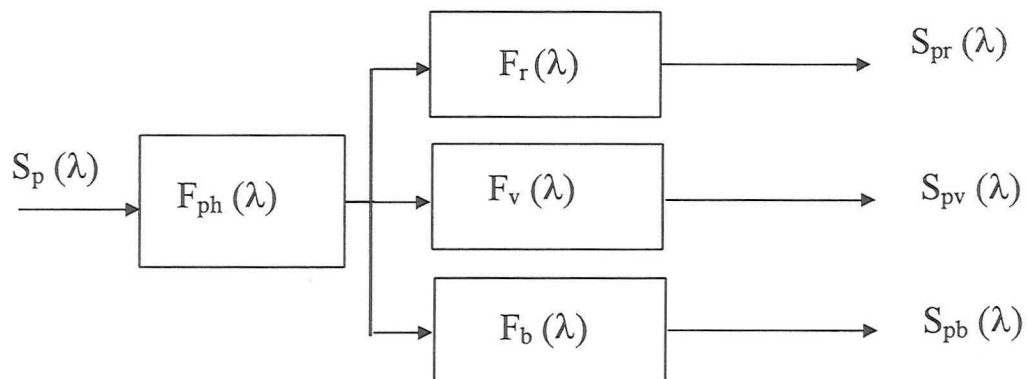 F_r (λ)
S_pr (λ)
S_p (λ)
F_ph (λ)
F_v (λ)
S_pv (λ)
F_b (λ)
S_pb (λ)